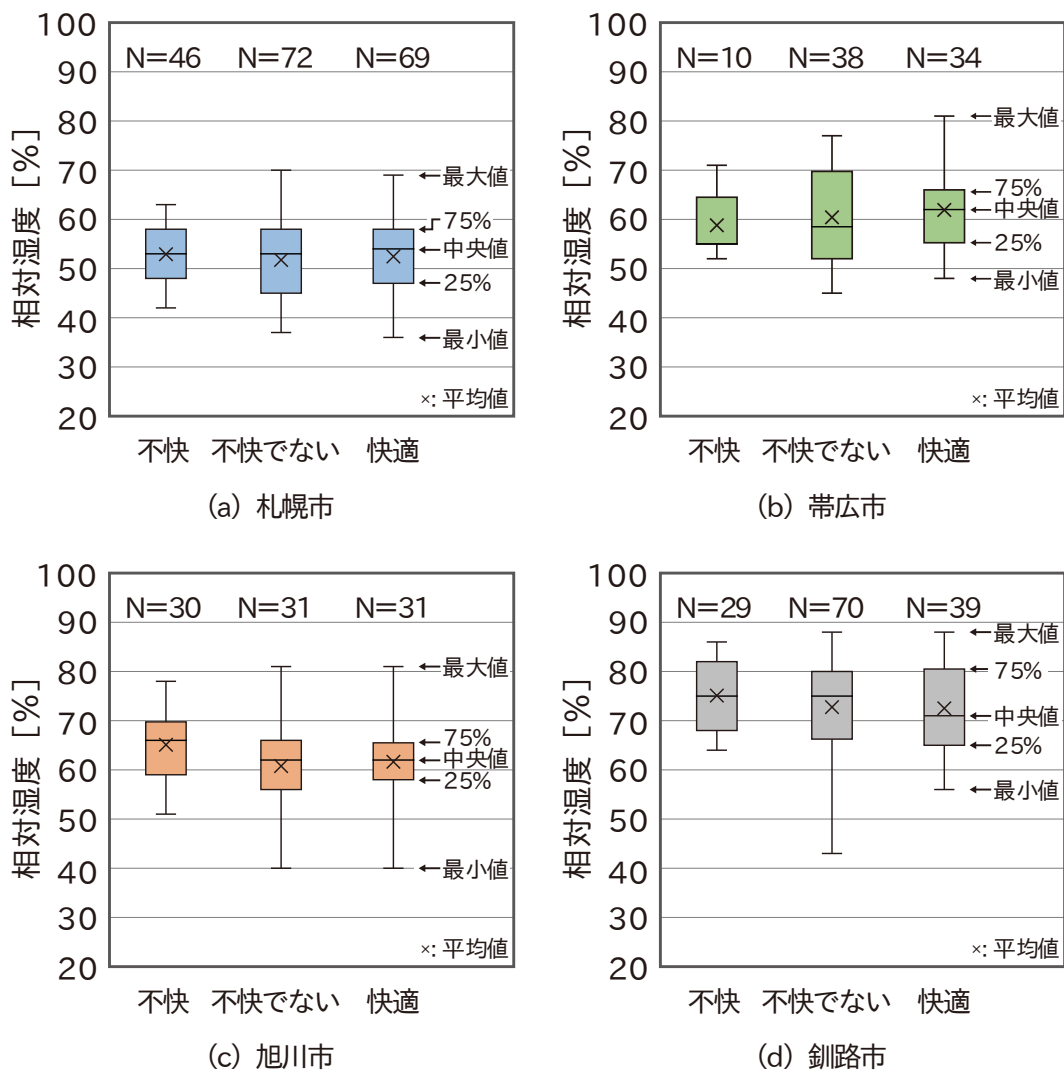 100
N=46 N=72 N=69
90
80
70
60
50
40
30
20
相対湿度 [%]
最大値
75%
中央値
25%
最小値
×: 平均値
不快 不快でない 快適
(a) 札幌市
100
N=10 N=38 N=34
90
80
70
60
50
40
30
20
相対湿度 [%]
最大値
75%
中央値
25%
最小値
×: 平均値
不快 不快でない 快適
(b) 帯広市
100
N=30 N=31 N=31
90
80
70
60
50
40
30
20
相対湿度 [%]
最大値
75%
中央値
25%
最小値
×: 平均値
不快 不快でない 快適
(c) 旭川市
100
N=29 N=70 N=39
90
80
70
60
50
40
30
20
相対湿度 [%]
最大値
75%
中央値
25%
最小値
×: 平均値
不快 不快でない 快適
(d) 釧路市